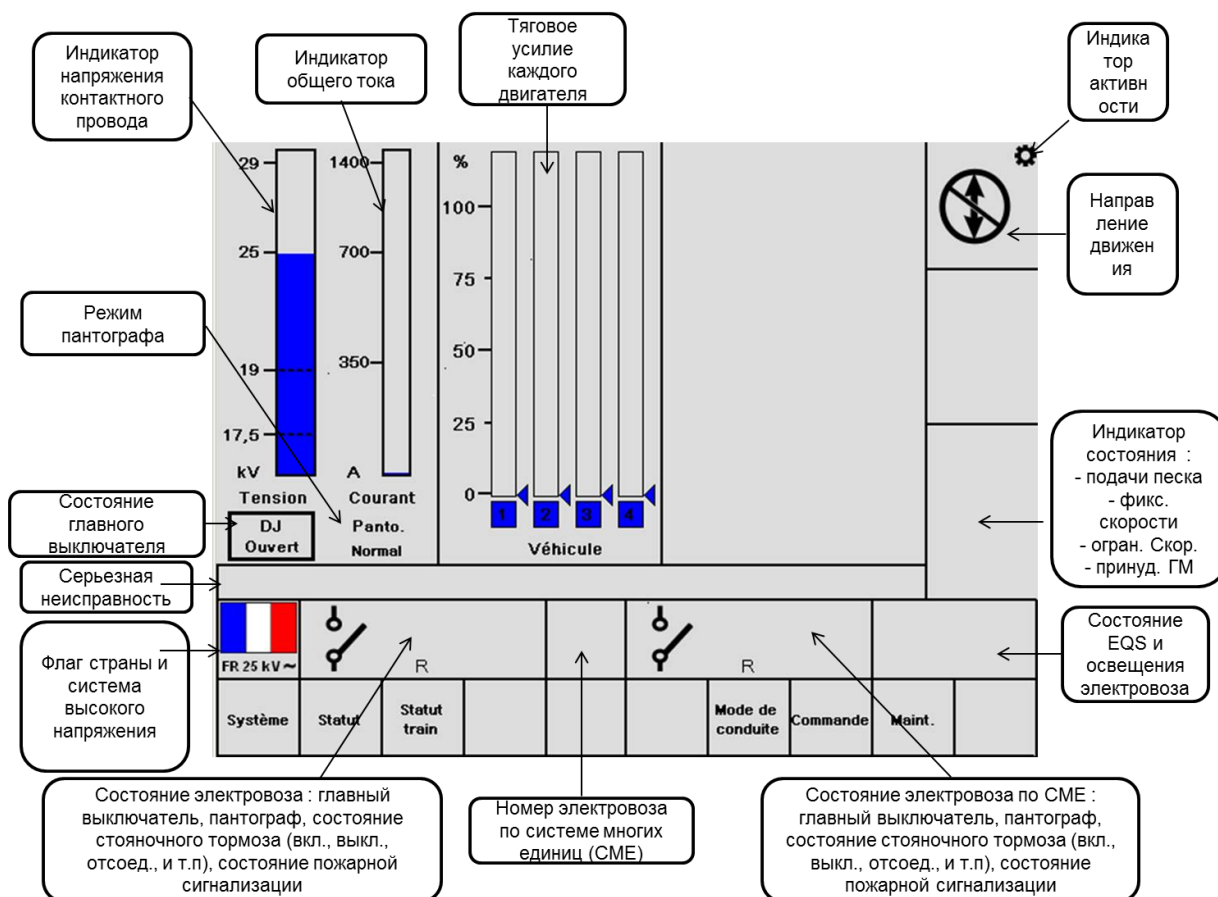 Индикатор
напряжения
контактного
провода
Индикатор
общего тока
Тяговое
усилие
каждого
двигателя
Индика
тор
активн
ости
Направ
ление
движен
ия
Режим
пантографа
Состояние
главного
выключателя
Серьезная
неисправность
Флаг страны и
система
высокого
напряжения
Индикатор
состояния :
- подачи песка
- фикс.
скорости
- огран. Скор.
- принуд. ГМ
Состояние
EQS и
освещения
электровоза
29
25
19
17,5
kV
Tension
DJ
Ouvert
1400
700
350
A
Courant
Panto.
Normal
%
100
75
50
25
0
1 2 3 4
Véhicule
FR 25 kV ~
R
R
Système
Statut
Statut
train
Mode de
conduite
Commande
Maint.
Состояние электровоза : главный
выключатель, пантограф, состояние
стояночного тормоза (вкл., выкл.,
отсоед., и т.п), состояние пожарной
сигнализации
Номер электровоза
по системе многих
единиц (СМЕ)
Состояние электровоза по СМЕ :
главный выключатель, пантограф,
состояние стояночного тормоза (вкл.,
выкл., отсоед., и т.п), состояние
пожарной сигнализации